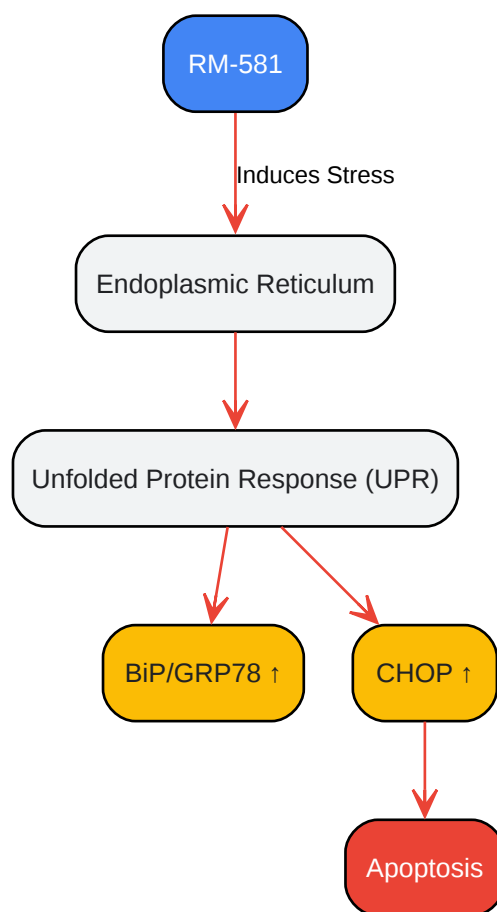 RM-581
Induces Stress
Endoplasmic Reticulum
Unfolded Protein Response (UPR)
BiP/GRP78 ↑
CHOP ↑
Apoptosis